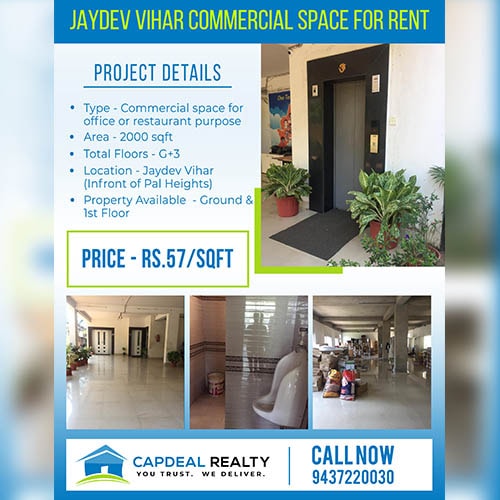 JAYDEV VIHAR COMMERCIAL SPACE FOR RENT
PROJECT DETAILS
• Type - Commercial space for
office or restaurant purpose
• Area - 2000 sqft
• Total Floors - G+3
• Location - Jaydev Vihar
(Infront of Pal Heights)
• Property Available - Ground &
1st Floor
PRICE - RS.57/SQFT
CAPDEAL REALTY
YOU TRUST. WE DELIVER.
CALL NOW
9437220030